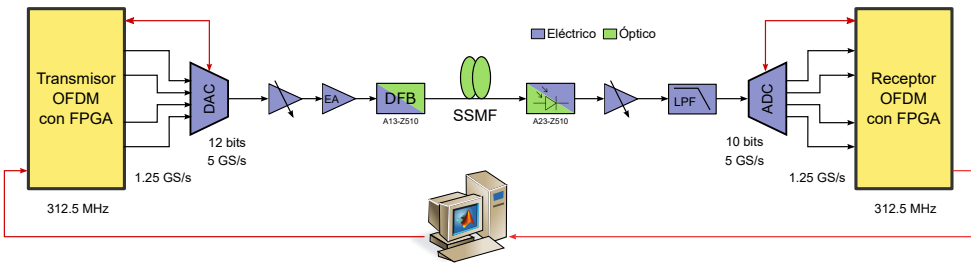 Transmisor
OFDM
con FPGA
312.5 MHz
1.25 GS/s
DAC
12 bits
5 GS/s
EA
DFB
A13-Z510
SSMF
Eléctrico
Óptico
A23-Z510
LPF
ADC
10 bits
5 GS/s
1.25 GS/s
Receptor
OFDM
con FPGA
312.5 MHz